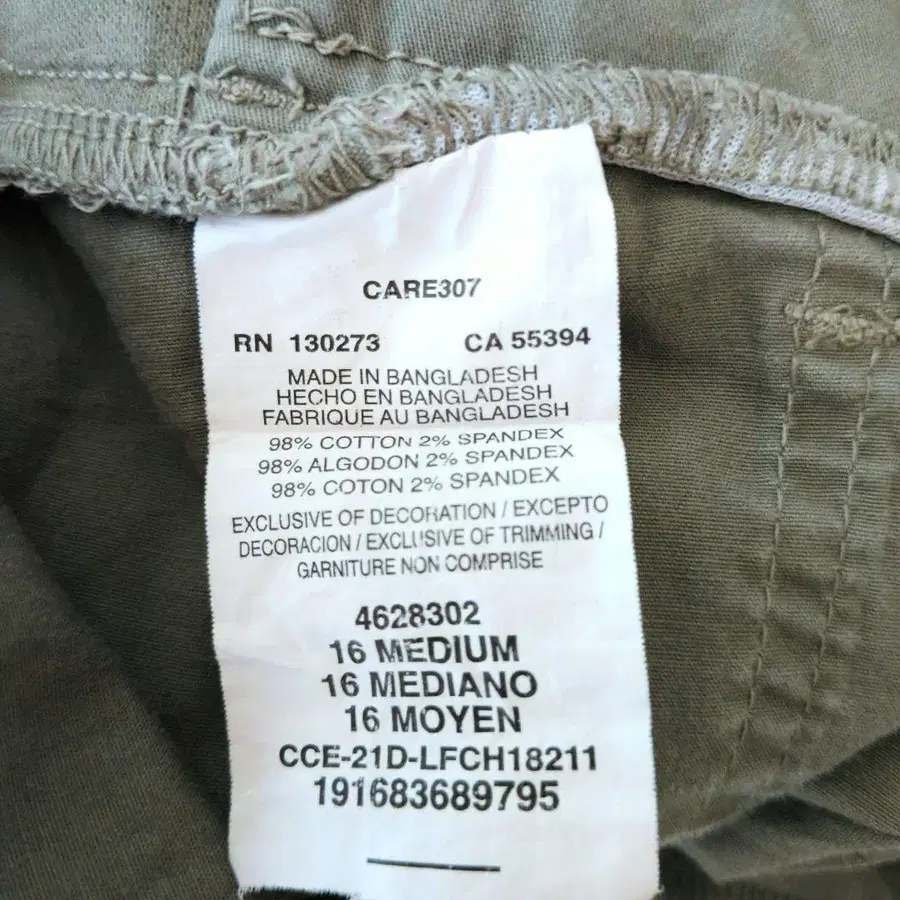 CARE307
RN 130273 CA 55394
MADE IN BANGLADESH
HECHO EN BANGLADESH
FABRIQUE AU BANGLADESH
98% COTTON 2% SPANDEX
98% ALGODON 2% SPANDEX
98% COTON 2% SPANDEX
EXCLUSIVE OF DECORATION / EXCEPTO
DECORACION / EXCLUSIVE OF TRIMMING /
GARNITURE NON COMPRISE
4628302
16 MEDIUM
16 MEDIANO
16 MOYEN
CCE-21D-LFCH18211
191683689795